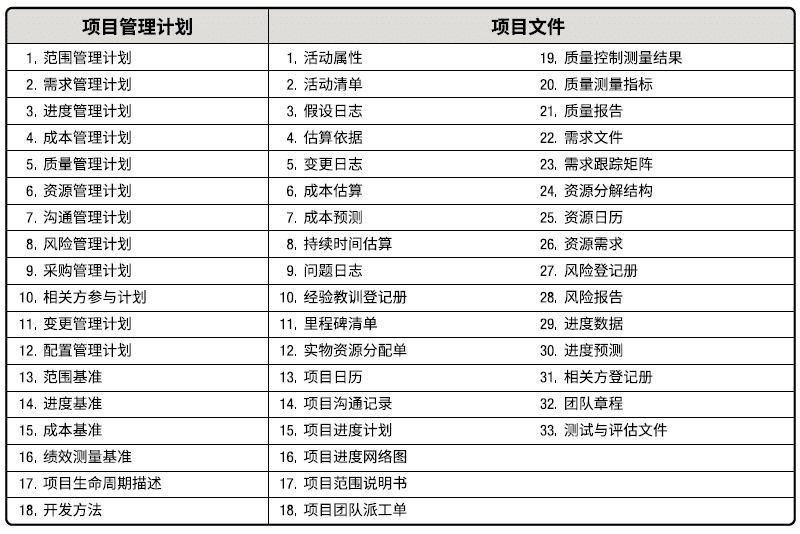 项目管理计划 项目文件
1, 范围管理计划 1, 活动属性 19, 质量控制测量结果
2. 需求管理计划 2. 活动清单 20. 质量测量指标
3, 进度管理计划 3, 假设日志 21, 质量报告
4. 成本管理计划 4. 估算依据 22. 需求文件
5, 质量管理计划 5, 变更日志 23, 需求跟踪矩阵
6, 资源管理计划 6, 成本估算 24, 资源分解结构
7. 沟通管理计划 7. 成本预测 25. 资源日历
8, 风险管理计划 8, 持续时间估算 26, 资源需求
9. 采购管理计划 9. 问题日志 27. 风险登记册
10. 相关方参与计划 10. 经验教训登记册 28. 风险报告
11, 变更管理计划 11, 里程碑清单 29, 进度数据
12. 配置管理计划 12. 实物资源分配单 30. 进度预测
13. 范围基准 13. 项目日历 31, 相关方登记册
14. 进度基准 14. 项目沟通记录 32. 团队章程
15. 成本基准 15. 项目进度计划 33. 测试与评估文件
16, 绩效测量基准 16, 项目进度网络图
17. 项目生命周期描述 17. 项目范围说明书
18, 开发方法 18, 项目团队派工单